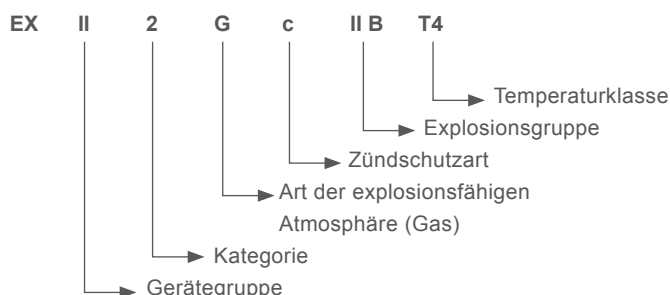 EX II 2 G c II B T4
Temperaturklasse
Explosionsgruppe
Zündschutzart
Art der explosionsfähigen
Atmosphäre (Gas)
Kategorie
Gerätegruppe